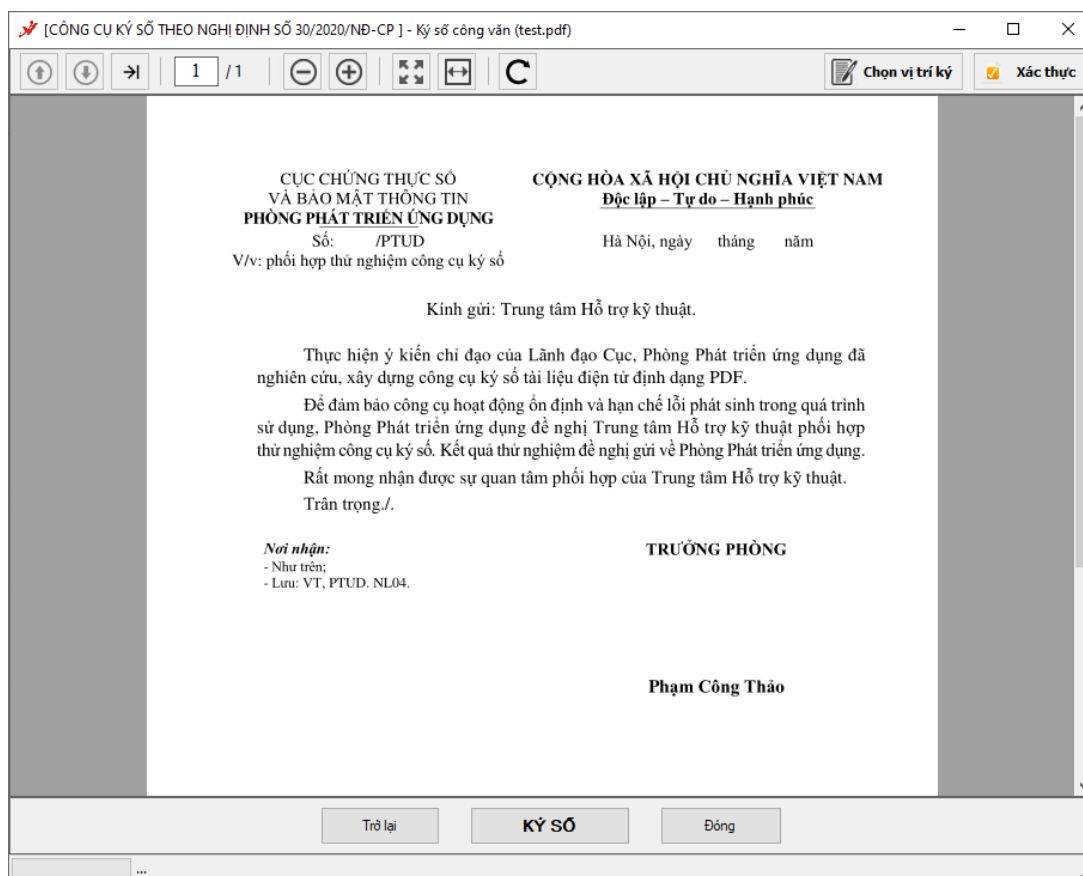 [CÔNG CỤ KÝ SỐ THEO NGHỊ ĐỊNH SỐ 30/2020/NĐ-CP ] - Ký số công văn (test.pdf)
1 / 1
Chọn vị trí ký
Xác thực
CỤC CHỨNG THỰC SỐ
VÀ BẢO MẬT THÔNG TIN
PHÒNG PHÁT TRIỂN ỨNG DỤNG
Số: /PTUD
V/v: phối hợp thử nghiệm công cụ ký số
CỘNG HÒA XÃ HỘI CHỦ NGHĨA VIỆT NAM
Độc lập – Tự do – Hạnh phúc
Hà Nội, ngày tháng năm
Kính gửi: Trung tâm Hỗ trợ kỹ thuật.
Thực hiện ý kiến chỉ đạo của Lãnh đạo Cục, Phòng Phát triển ứng dụng đã
nghiên cứu, xây dựng công cụ ký số tài liệu điện tử định dạng PDF.
Để đảm bảo công cụ hoạt động ổn định và hạn chế lỗi phát sinh trong quá trình
sử dụng, Phòng Phát triển ứng dụng đề nghị Trung tâm Hỗ trợ kỹ thuật phối hợp
thử nghiệm công cụ ký số. Kết quả thử nghiệm đề nghị gửi về Phòng Phát triển ứng dụng.
Rất mong nhận được sự quan tâm phối hợp của Trung tâm Hỗ trợ kỹ thuật.
Trân trọng./.
Nơi nhận:
- Như trên;
- Lưu: VT, PTUD. NL04.
TRƯỞNG PHÒNG
Phạm Công Thảo
Trở lại
KÝ SỐ
Đóng
...